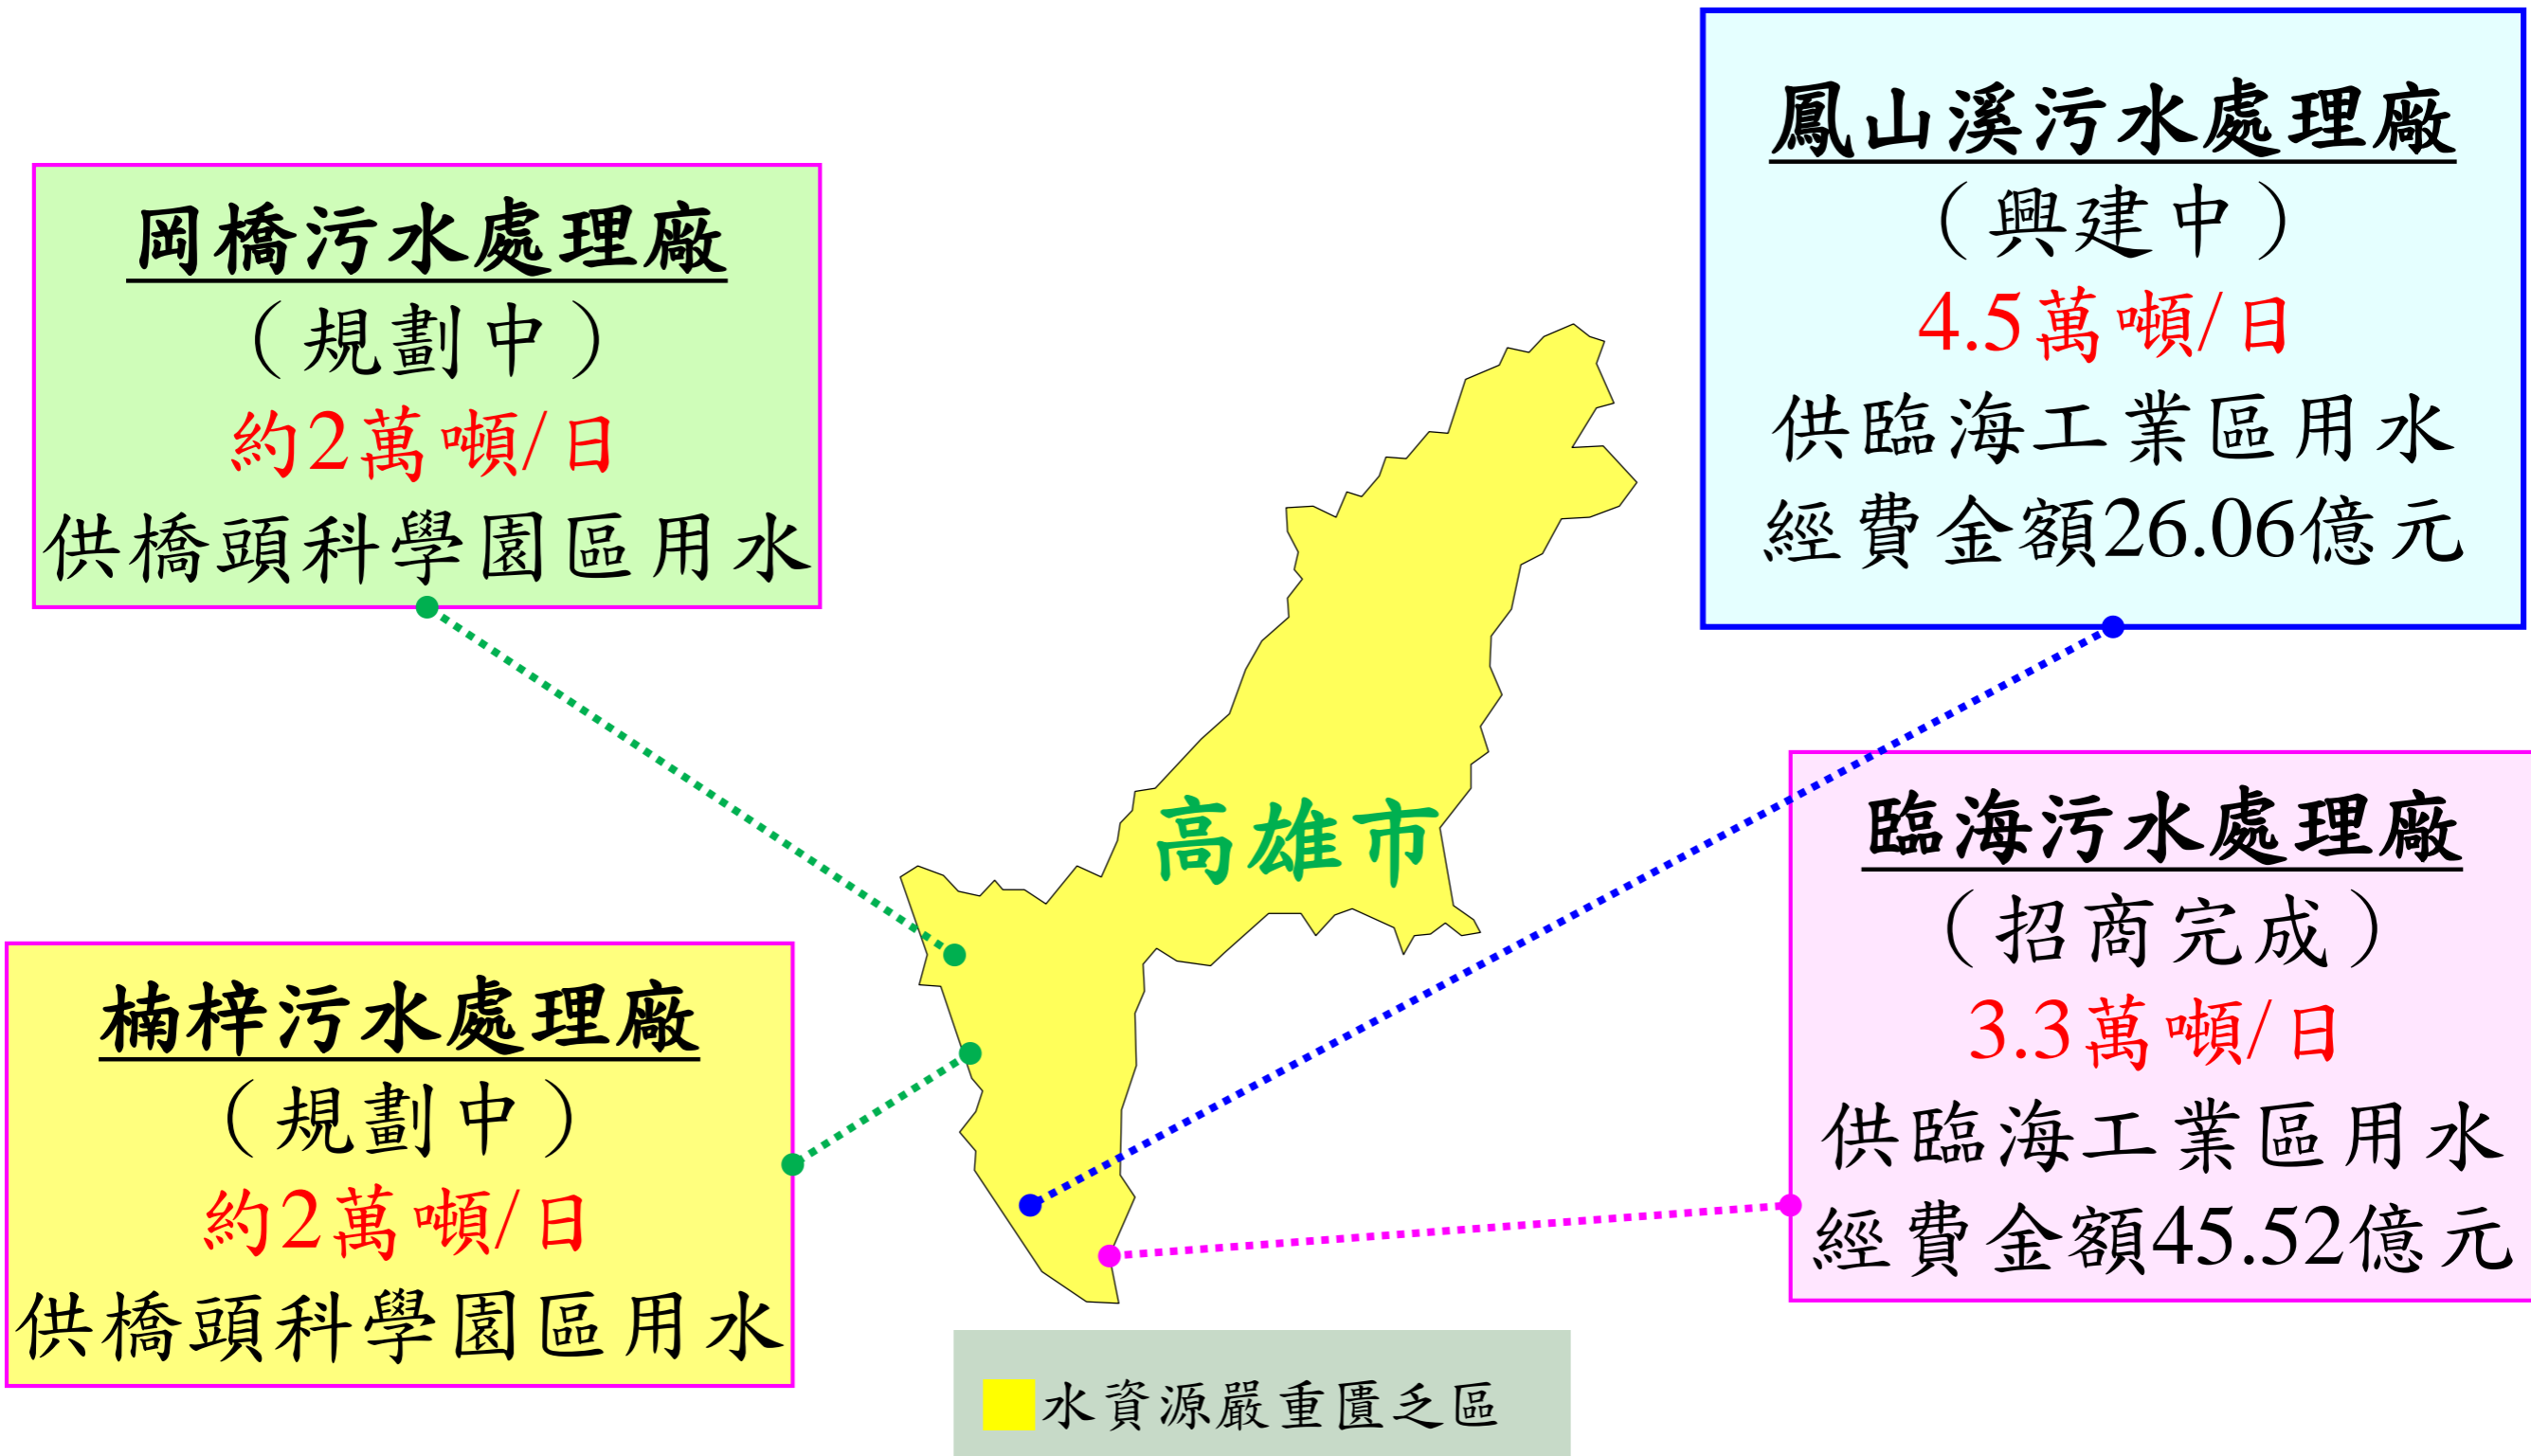 鳳山溪污水處理廠
（興建中）
4.5萬噸/日
供臨海工業區用水
經費金額26.06億元
岡橋污水處理廠
（規劃中）
約2萬噸/日
供橋頭科學園區用水
高雄市
臨海污水處理廠
（招商完成）
3.3萬噸/日
供臨海工業區用水
經費金額45.52億元
楠梓污水處理廠
（規劃中）
約2萬噸/日
供橋頭科學園區用水
水資源嚴重匱乏區